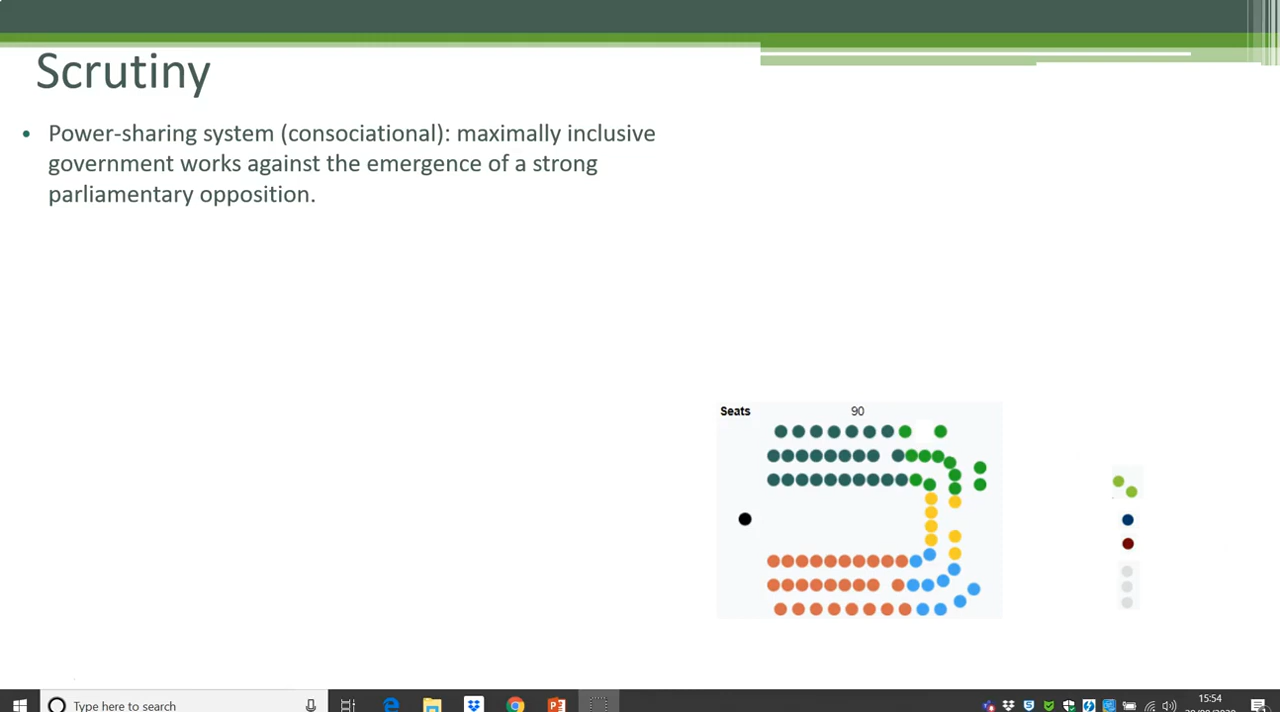 Scrutiny
• Power-sharing system (consociational): maximally inclusive
government works against the emergence of a strong
parliamentary opposition.
Seats 90
Type here to search
15:54